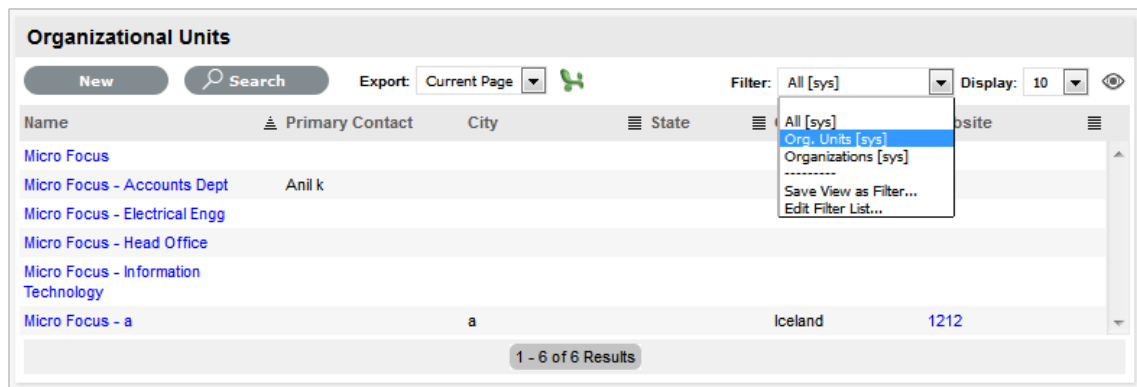 Organizational Units
New Search Export: Current Page Filter: All [sys] Display: 10
Name Primary Contact City State bsite
All [sys]
Org. Units [sys]
Organizations [sys]
---------
Save View as Filter...
Edit Filter List...
Micro Focus
Micro Focus - Accounts Dept Anil k
Micro Focus - Electrical Engg
Micro Focus - Head Office
Micro Focus - Information
Technology
Micro Focus - a a Iceland 1212
1 - 6 of 6 Results